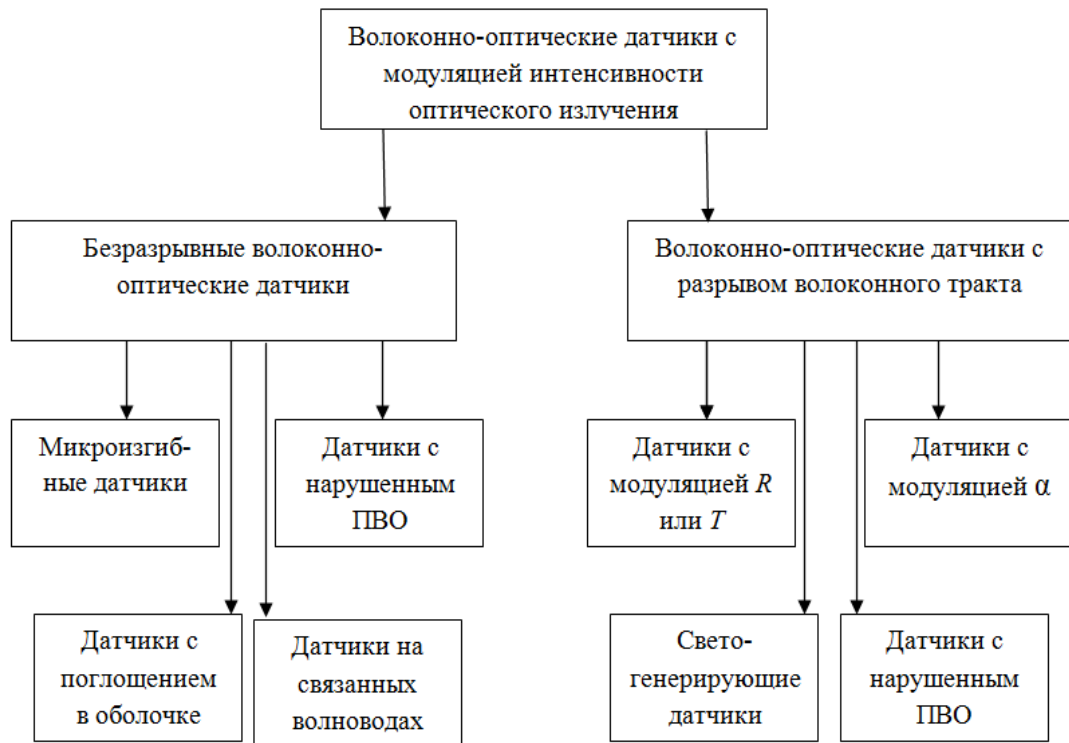 Волоконно-оптические датчики с
модуляцией интенсивности
оптического излучения
Безразрывные волоконно-
оптические датчики
Волоконно-оптические датчики с
разрывом волоконного тракта
Микроизгиб-
ные датчики
Датчики с
нарушенным
ПВО
Датчики с
модуляцией R
или T
Датчики с
модуляцией α
Датчики с
поглощением
в оболочке
Датчики на
связанных
волноводах
Свето-
генерирующие
датчики
Датчики с
нарушенным
ПВО